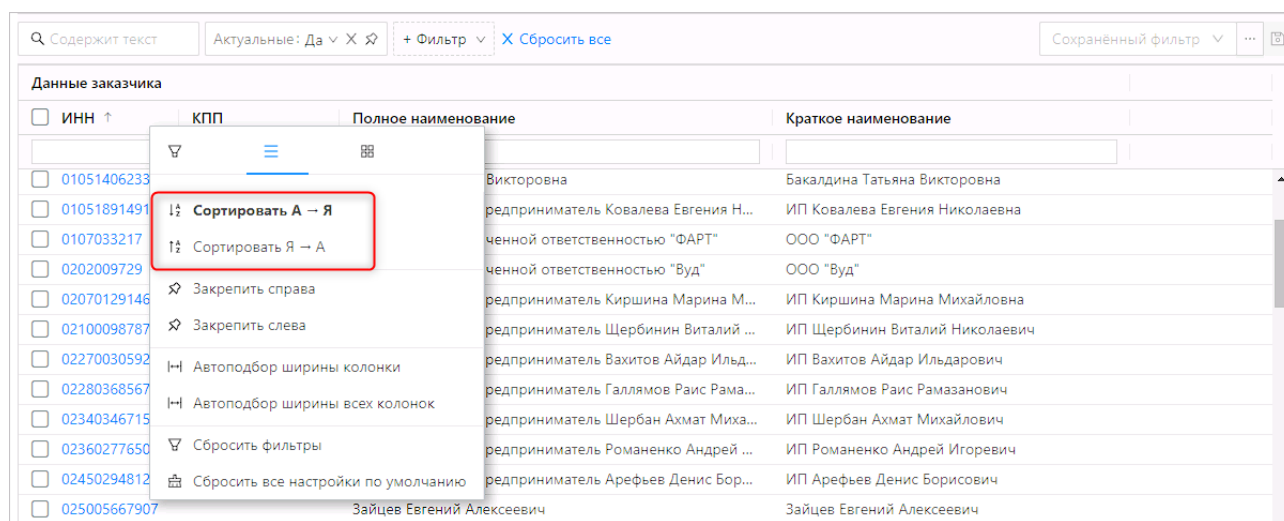 Содержит текст Актуальные: Да + Фильтр Сбросить все Сохранённый фильтр ...
Данные заказчика
ИНН ↑ КПП Полное наименование Краткое наименование
01051406233 Викторовна Бакалдина Татьяна Викторовна
01051891491 Сортировать А → Я редприниматель Ковалева Евгения Н... ИП Ковалева Евгения Николаевна
0107033217 Сортировать Я → А ченной ответственностью "ФАРТ" ООО "ФАРТ"
0202009729 ченной ответственностью "Вуд" ООО "Вуд"
02070129146 Закрепить справа редприниматель Киршина Марина М... ИП Киршина Марина Михайловна
02100098787 Закрепить слева редприниматель Щербинин Виталий ... ИП Щербинин Виталий Николаевич
02270030592 Автоподбор ширины колонки редприниматель Вахитов Айдар Ильд... ИП Вахитов Айдар Ильдарович
02280368567 Автоподбор ширины всех колонок редприниматель Галлямов Раис Рама... ИП Галлямов Раис Рамазанович
02340346715 редприниматель Шербан Ахмат Миха... ИП Шербан Ахмат Михайлович
02360277650 Сбросить фильтры редприниматель Романенко Андрей ... ИП Романенко Андрей Игоревич
02450294812 Сбросить все настройки по умолчанию редприниматель Арефьев Денис Бор... ИП Арефьев Денис Борисович
025005667907 Зайцев Евгений Алексеевич Зайцев Евгений Алексеевич